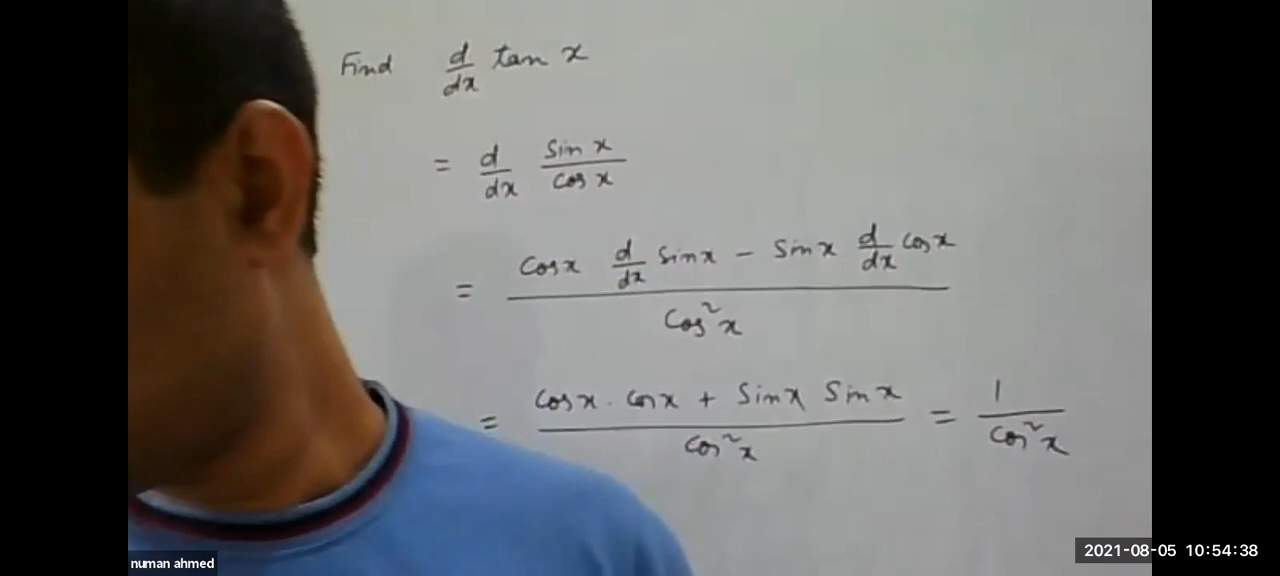 Find d/dx tan x
= d/dx Sin x / Cos x
= (Cos x d/dx Sin x − Sin x d/dx Cos x) / Cos²x
= (Cos x . Cos x + Sin x Sin x) / Cos²x = 1 / Cos²x
numan ahmed
2021-08-05 10:54:38